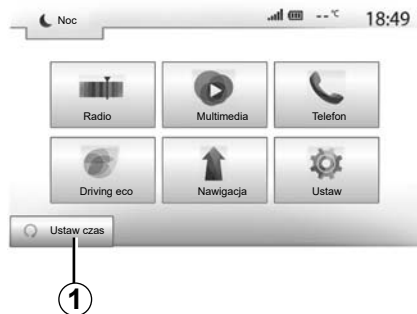 Noc --°C 18:49
Radio Multimedia Telefon
Driving eco Nawigacja Ustaw
Ustaw czas
1